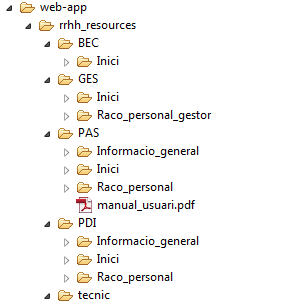 web-app
rrhh_resources
BEC
Inici
GES
Inici
Raco_personal_gestor
PAS
Informacio_general
Inici
Raco_personal
manual_usuari.pdf
PDI
Informacio_general
Inici
Raco_personal
tecnic